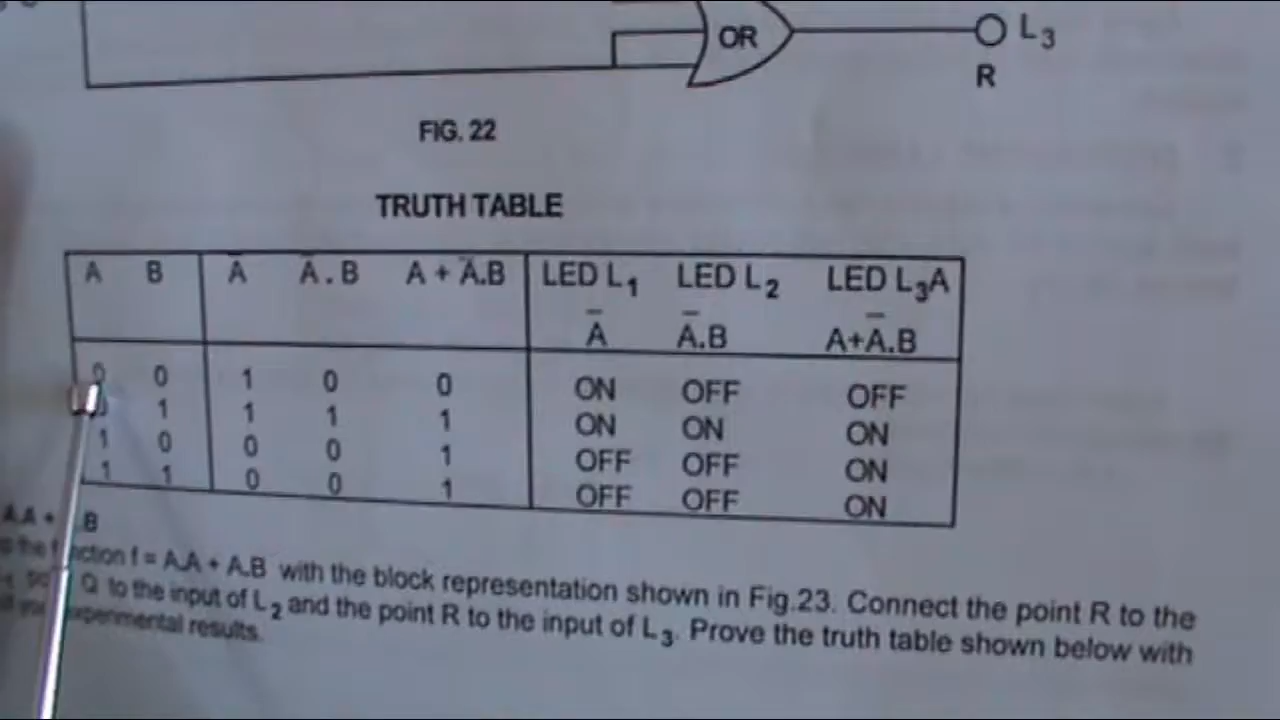 OR
L3
R
FIG. 22
TRUTH TABLE
A B Ā Ā.B A + Ā.B LED L1 LED L2 LED L3A
Ā Ā.B A+Ā.B
0 0 1 0 0 ON OFF OFF
1 1 1 1 ON ON ON
1 0 0 0 1 OFF OFF ON
1 1 0 0 1 OFF OFF ON
B
f = A.A + A.B with the block representation shown in Fig.23. Connect the point R to the
Q to the input of L2 and the point R to the input of L3. Prove the truth table shown below with
experimental results.